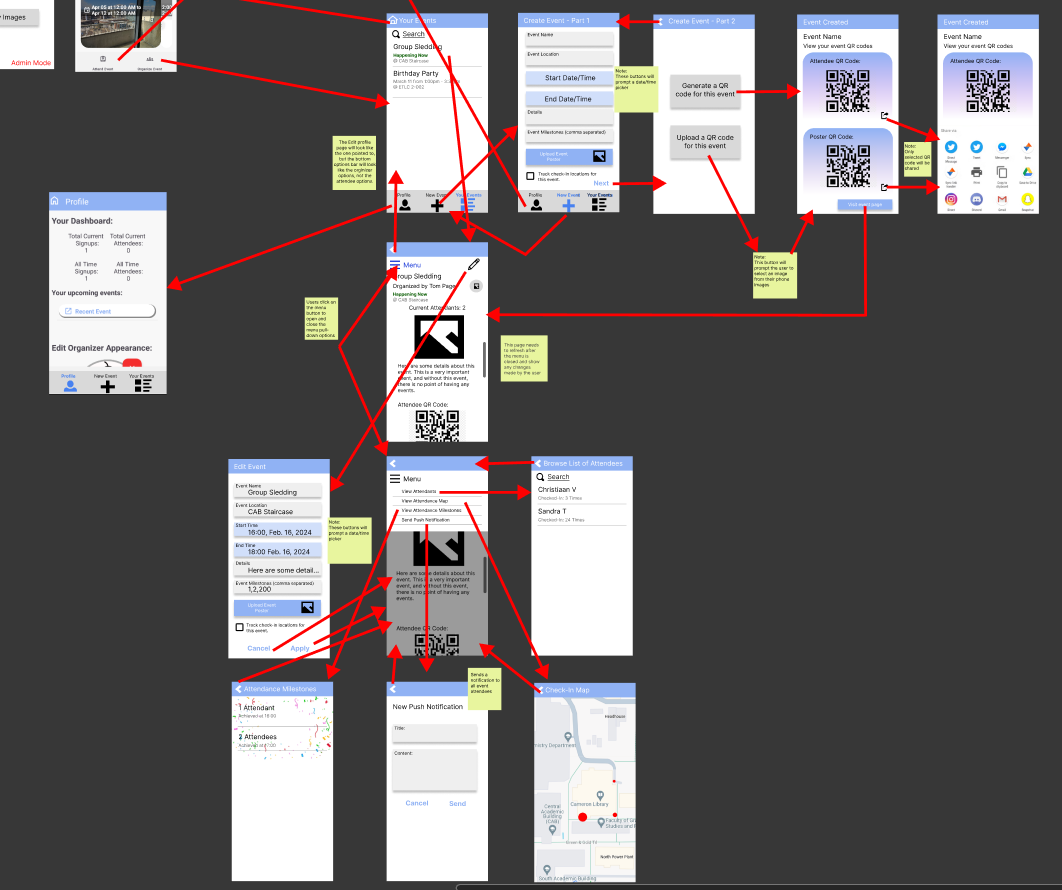 Images
Admin Mode
Apr 05 at 12:00 AM
Apr 12 at 12:00 AM
Attend Event
Organize Event
Your Events
Search
Group Sledding
Happening Now
@ CAB Staircase
Birthday Party
@ ETLC 2-002
Profile
New Event
Your Events
The Edit profile
page will look like
the one pointed to,
but the bottom
options bar will look
like the orginiser
options, not the
attendee options.
Create Event - Part 1
Event Name
Event Location
Start Date/Time
End Date/Time
Details
Event Milestones (comma separated)
Upload Event
Poster
Track check-in locations for
this event.
Next
Profile
New Event
Your Events
Note:
These buttons will
prompt a date/time
picker
Create Event - Part 2
Generate a QR
code for this event
Upload a QR code
for this event
Note:
This button will
prompt the user to
select an image
from their phone
images
Event Created
Event Name
View your event QR codes
Attendee QR Code:
Poster QR Code:
Visit event page
Note:
Only
selected QR
code will be
shared
Event Created
Event Name
View your event QR codes
Attendee QR Code:
Share via:
Profile
Your Dashboard:
Total Current
Signups:
1
Total Current
Attendees:
0
All Time
Signups:
1
All Time
Attendees:
0
Your upcoming events:
Recent Event
Edit Organizer Appearance:
Profile
New Event
Your Events
Users click on
the menu
button to
open and
close the
menu pull-
down options
Menu
Group Sledding
Organized by Tom Page
Happening Now
@ CAB Staircase
Current Attendants: 2
Here are some details about this
event. This is a very important
event, and without this event,
there is no point of having any
events.
Attendee QR Code:
This page needs
to refresh after
the menu is
closed and show
any changes
made by the user
Edit Event
Event Name
Group Sledding
Event Location
CAB Staircase
Start Time
16:00, Feb. 16, 2024
End Time
18:00 Feb. 16, 2024
Details
Here are some detail...
Event Milestones (comma separated)
1,2,200
Upload Event
Poster
Track check-in locations for
this event.
Cancel
Apply
Note:
These buttons will
prompt a date/time
picker
Menu
View Attendants
View Attendance Map
View Attendance Milestones
Send Push Notification
Here are some details about this
event. This is a very important
event, and without this event,
there is no point of having any
events.
Attendee QR Code:
Browse List of Attendees
Search
Christiaan V
Checked-In: 3 Times
Sandra T
Checked-In: 24 Times
Attendance Milestones
1 Attendant
Achieved at 16:00
2 Attendees
Achieved at 17:00
Sends a
notification to
all event
attendees
New Push Notification
Title:
Content:
Cancel
Send
Check-In Map
Heathouse
mistry Department
Cameron Library
Central
Academic
Building
(CAB)
Faculty of Gr
Studies and R
North Power Plant
South Academic Building